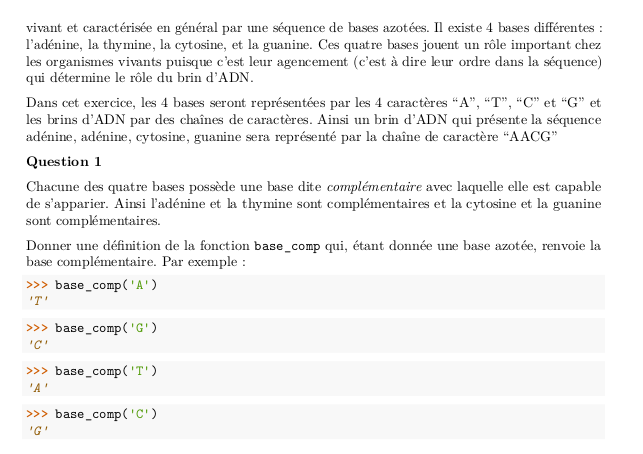 vivant et caractérisée en général par une séquence de bases azotées. Il existe 4 bases différentes :
l'adénine, la thymine, la cytosine, et la guanine. Ces quatre bases jouent un rôle important chez
les organismes vivants puisque c'est leur agencement (c'est à dire leur ordre dans la séquence)
qui détermine le rôle du brin d'ADN.
Dans cet exercice, les 4 bases seront représentées par les 4 caractères “A”, “T”, “C” et “G” et
les brins d'ADN par des chaînes de caractères. Ainsi un brin d'ADN qui présente la séquence
adénine, adénine, cytosine, guanine sera représenté par la chaîne de caractère “AACG”
Question 1
Chacune des quatre bases possède une base dite complémentaire avec laquelle elle est capable
de s'apparier. Ainsi l'adénine et la thymine sont complémentaires et la cytosine et la guanine
sont complémentaires.
Donner une définition de la fonction base_comp qui, étant donnée une base azotée, renvoie la
base complémentaire. Par exemple :
>>> base_comp('A')
'T'
>>> base_comp('G')
'C'
>>> base_comp('T')
'A'
>>> base_comp('C')
'G'